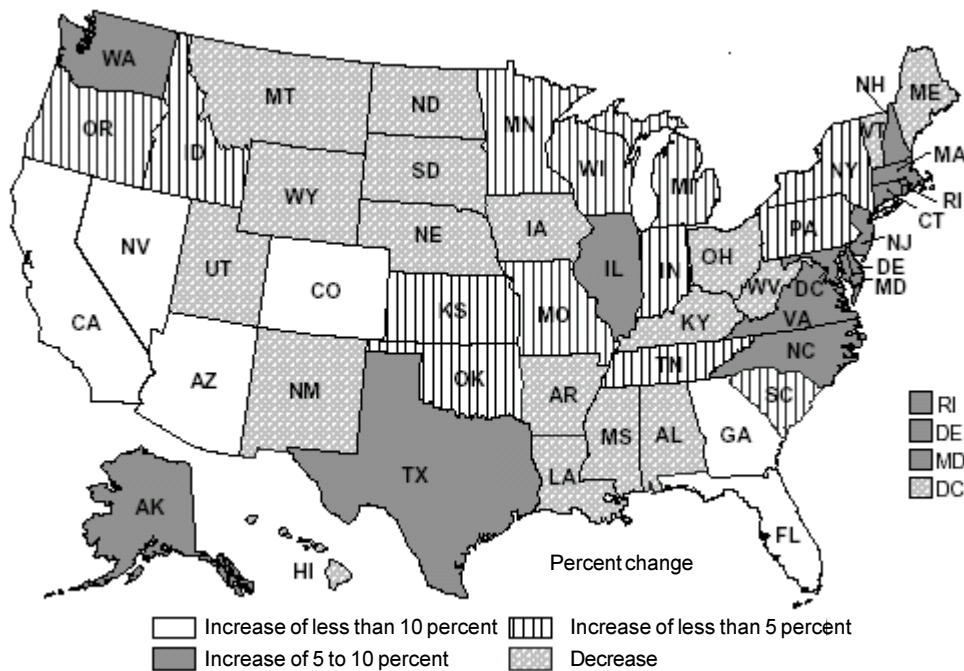 WA
MT
ND
MN
NH
ME
VT
OR
ID
SD
WI
MI
NY
MA
WY
RI
CT
IA
PA
NE
NJ
NV
OH
UT
IL
IN
DE
CO
WV
DC
MD
CA
KS
MO
KY
VA
NC
TN
AZ
OK
NM
AR
SC
RI
MS
AL
GA
DE
TX
LA
MD
DC
AK
FL
HI
Percent change
Increase of less than 10 percent
Increase of less than 5 percent
Increase of 5 to 10 percent
Decrease